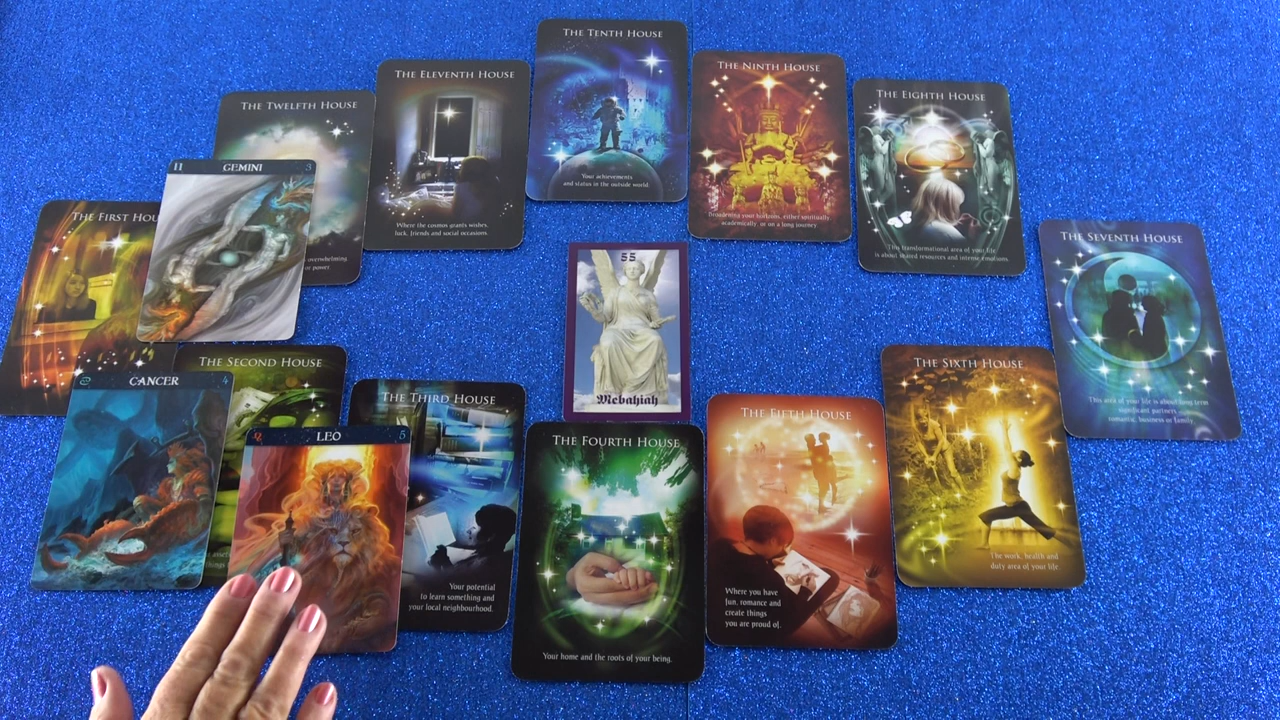 THE TENTH HOUSE
Your achievements
and status in the outside world.
THE ELEVENTH HOUSE
Where the cosmos grants wishes,
luck, friends and social occasions.
THE NINTH HOUSE
Broadening your horizons, either spiritually,
academically, or on a long journey
THE EIGHTH HOUSE
This transformational area of your life
is about shared resources and intense emotions.
THE TWELFTH HOUSE
overwhelming
power
II GEMINI 3
THE FIRST HOU
THE SEVENTH HOUSE
This area of your life is about long term
significant partners
romantic, business or family.
55
Mebahiah
THE SECOND HOUSE
CANCER 4
LEO 5
THE THIRD HOUSE
Your potential
to learn something and
your local neighbourhood.
THE FOURTH HOUSE
Your home and the roots of your being.
THE FIFTH HOUSE
Where you have
fun, romance and
create things
you are proud of.
THE SIXTH HOUSE
The work, health and
duty area of your life.